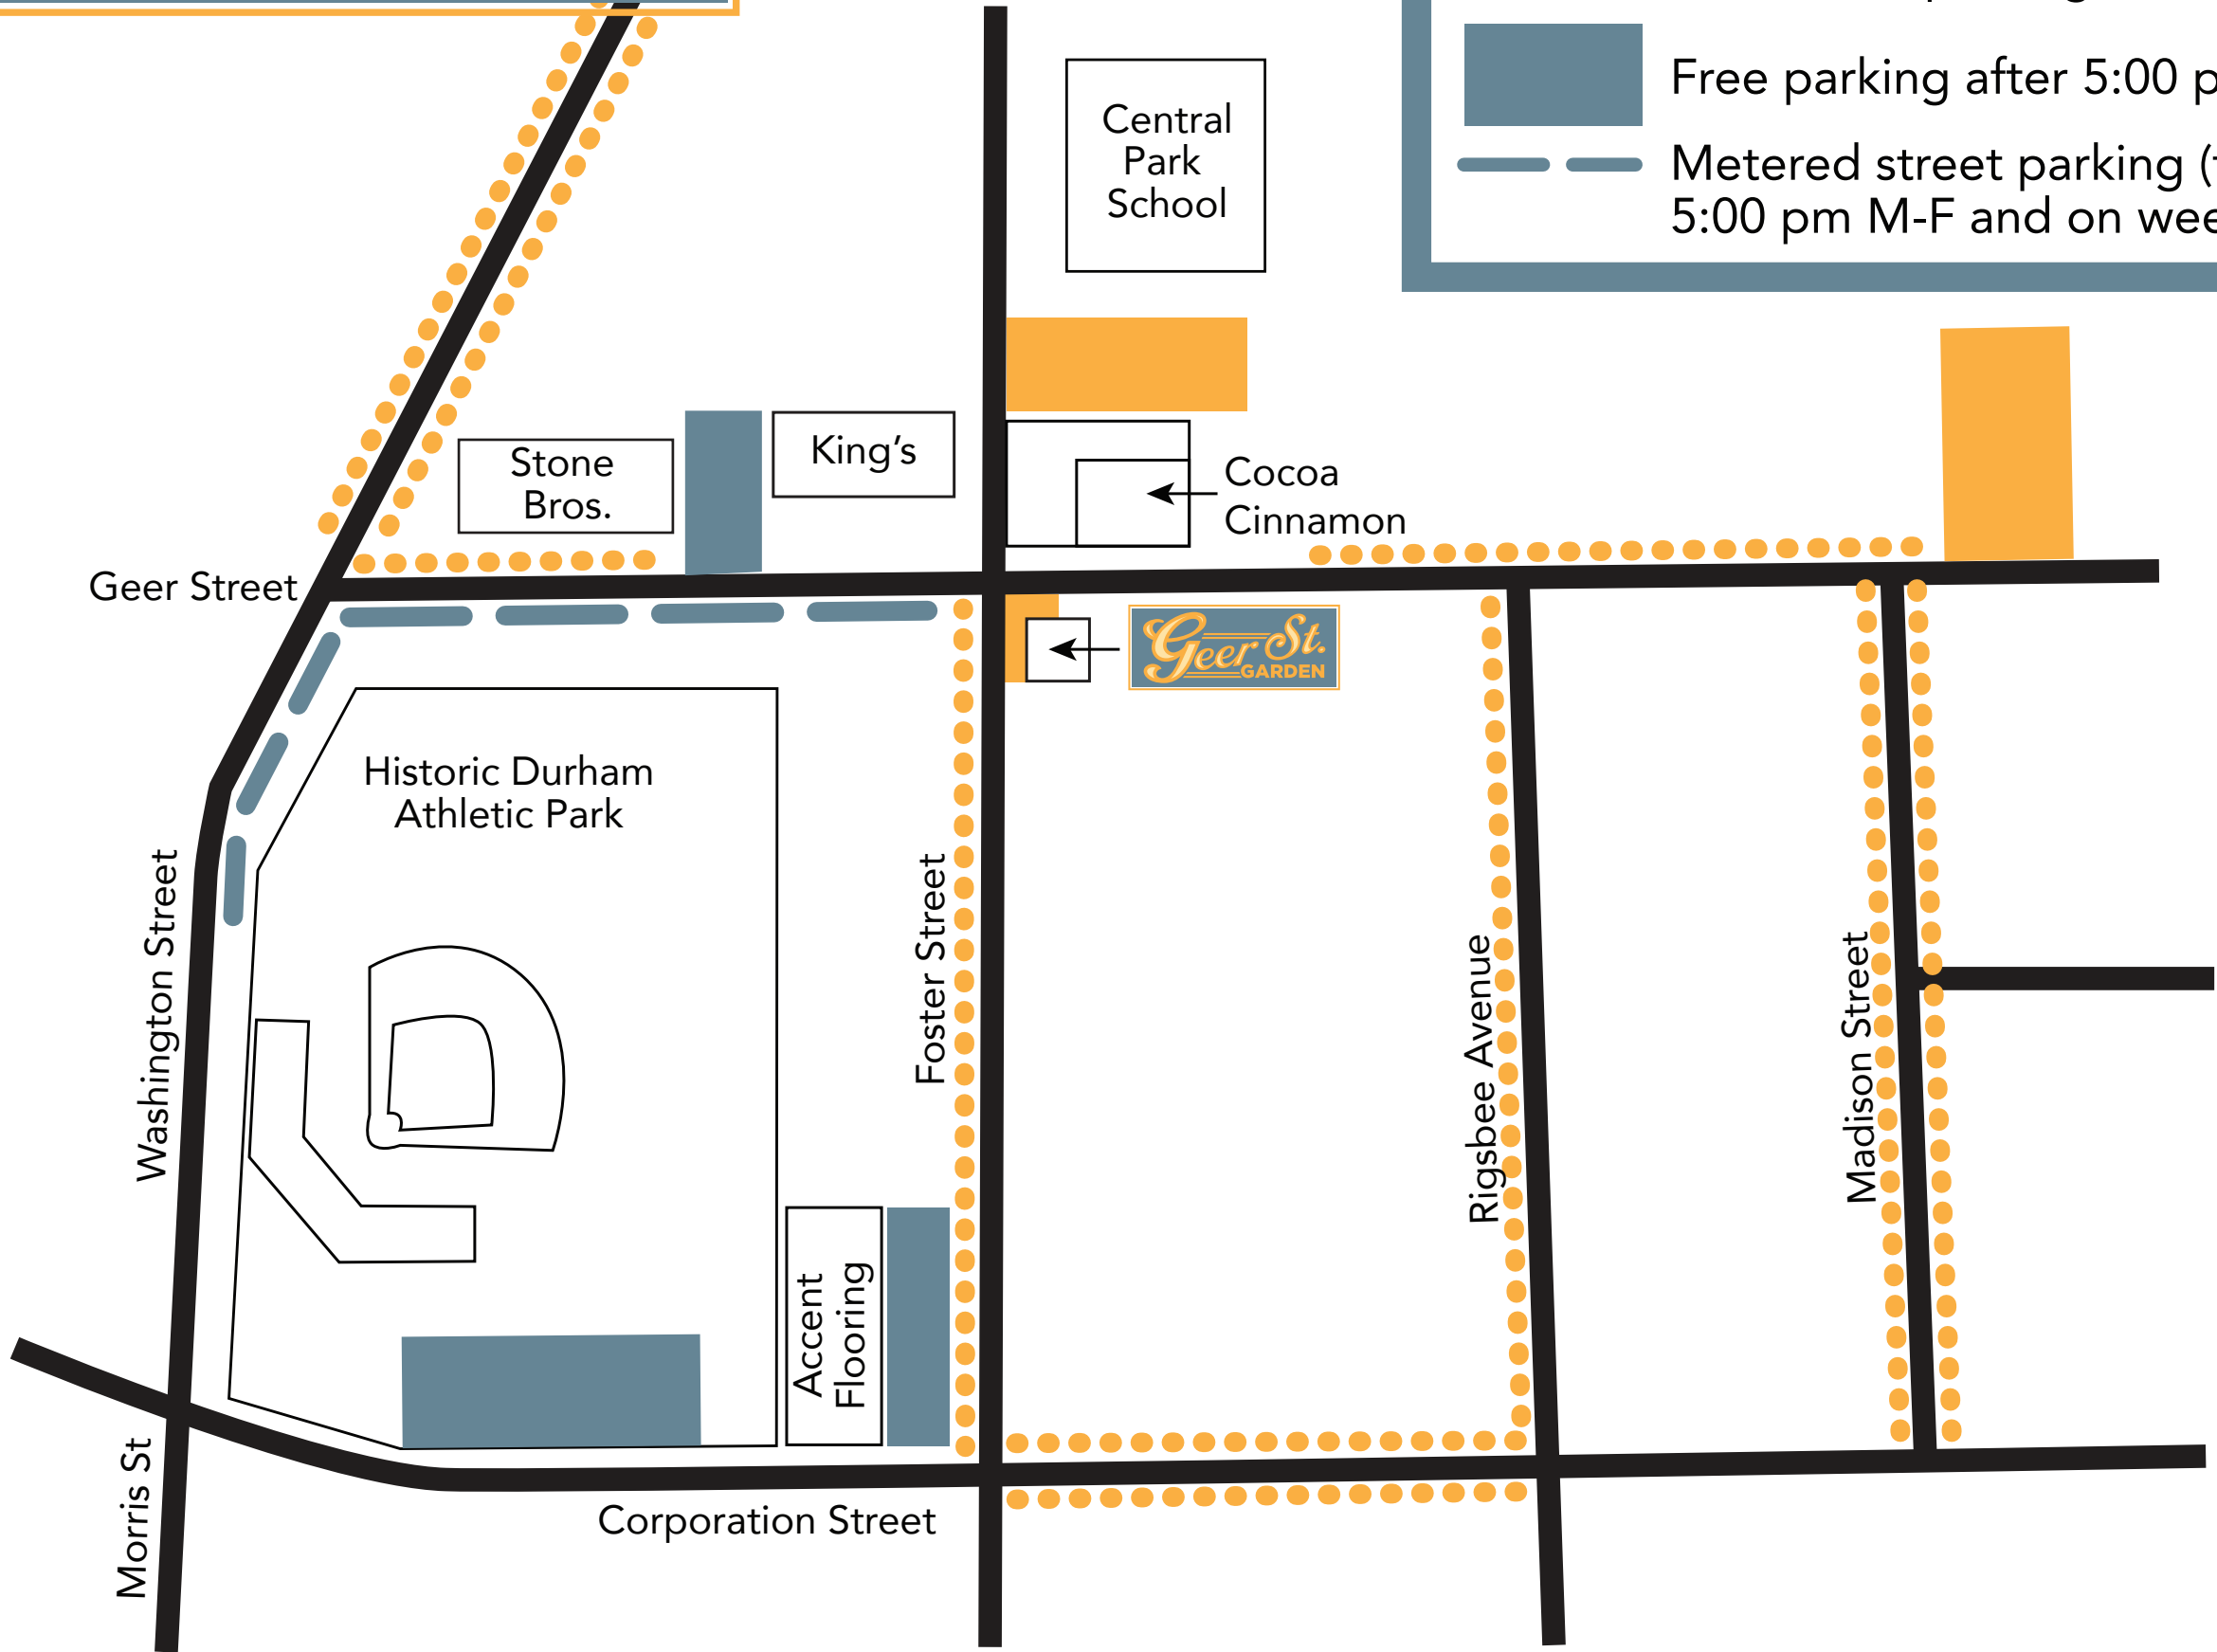 Free parking after 5:00
Metered street parking
5:00 pm M-F and on
Central
Park
School
Stone
Bros.
King's
Cocoa
Cinnamon
Geer Street
Geer St.
GARDEN
Historic Durham
Athletic Park
Washington Street
Foster Street
Rigsbee Avenue
Madison Street
Accent
Flooring
Morris St
Corporation Street